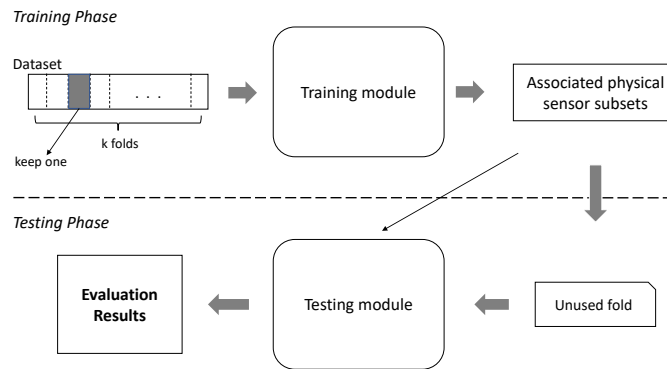 Training Phase
Dataset
. . .
k folds
keep one
Training module
Associated physical
sensor subsets
Testing Phase
Evaluation
Results
Testing module
Unused fold